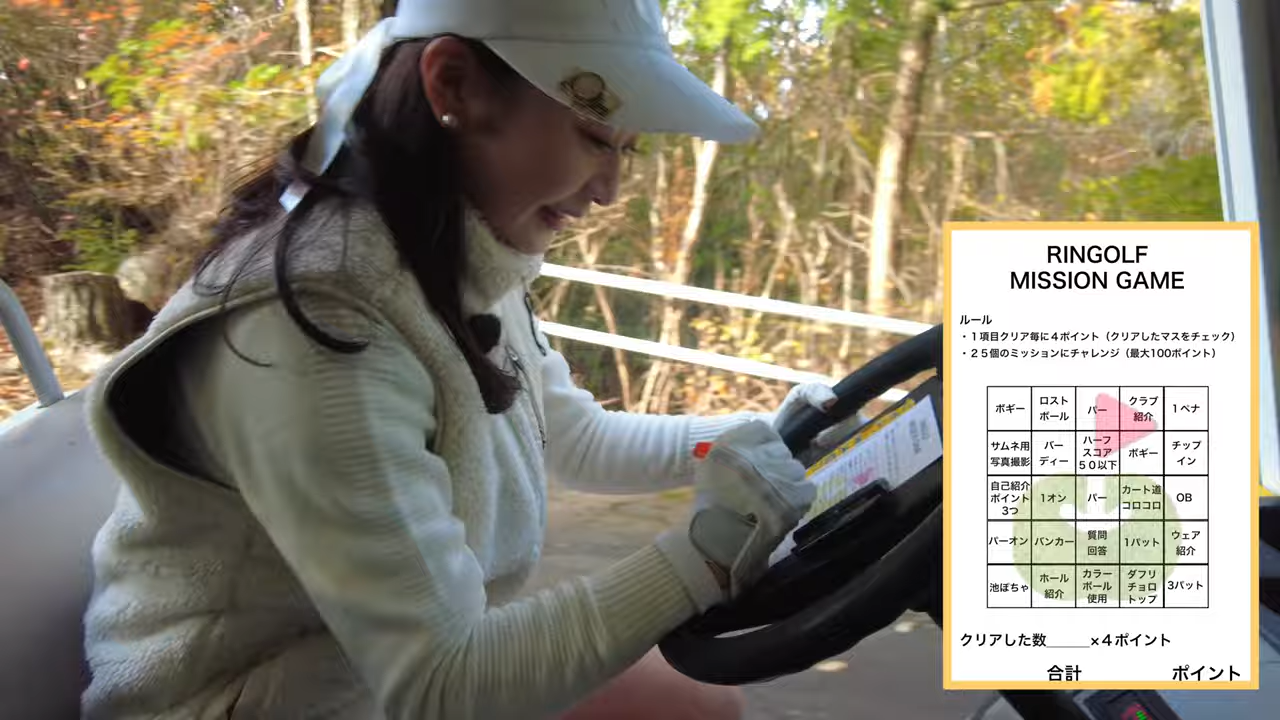 RINGOLF
MISSION GAME
ルール
・1項目クリア毎に4ポイント（クリアしたマスをチェック）
・25個のミッションにチャレンジ（最大100ポイント）
ボギー
ロスト
ボール
パー
クラブ
紹介
1ペナ
サムネ用
写真撮影
バー
ディー
ハーフ
スコア
50以下
ボギー
チップ
イン
自己紹介
ポイント
3つ
1オン
パー
カート道
コロコロ
OB
パーオン
バンカー
質問
回答
1パット
ウェア
紹介
池ぽちゃ
ホール
紹介
カラー
ボール
使用
ダフリ
チョロ
トップ
3パット
クリアした数_____×4ポイント
合計 ポイント